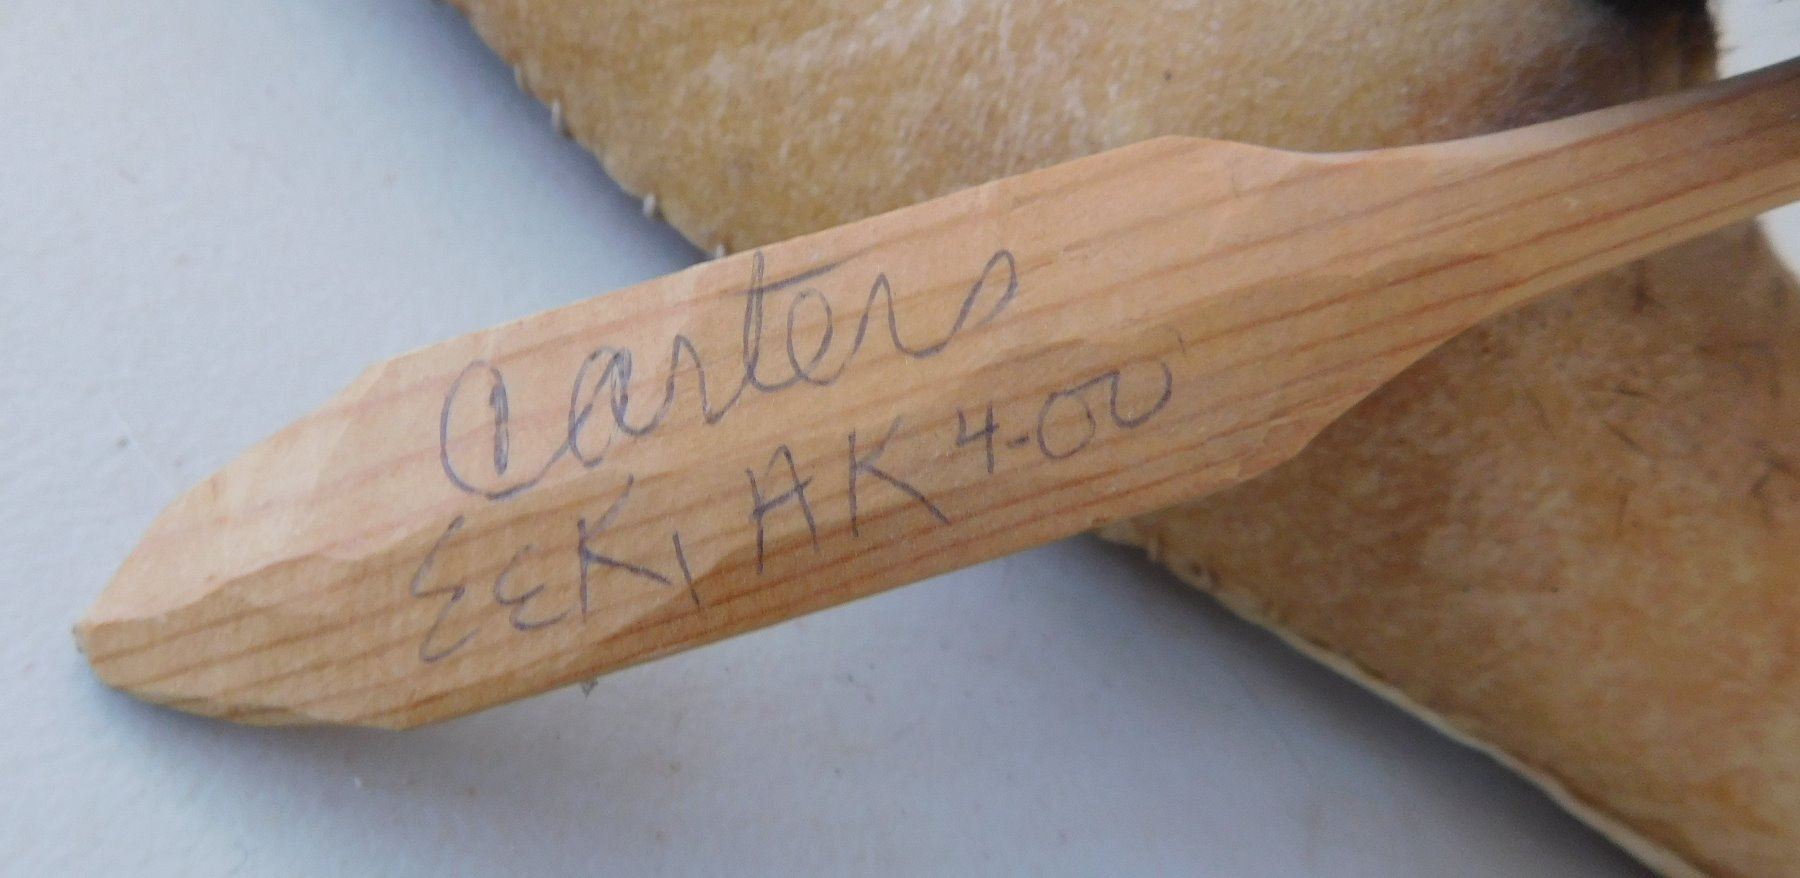 Carters
EEK, AK 4-00